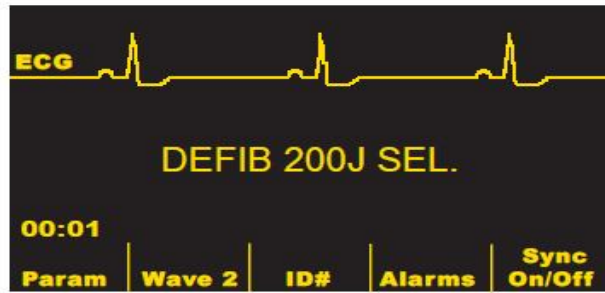 ECG
DEFIB 200J SEL.
00:01
Param Wave 2 ID# Alarms Sync On/Off